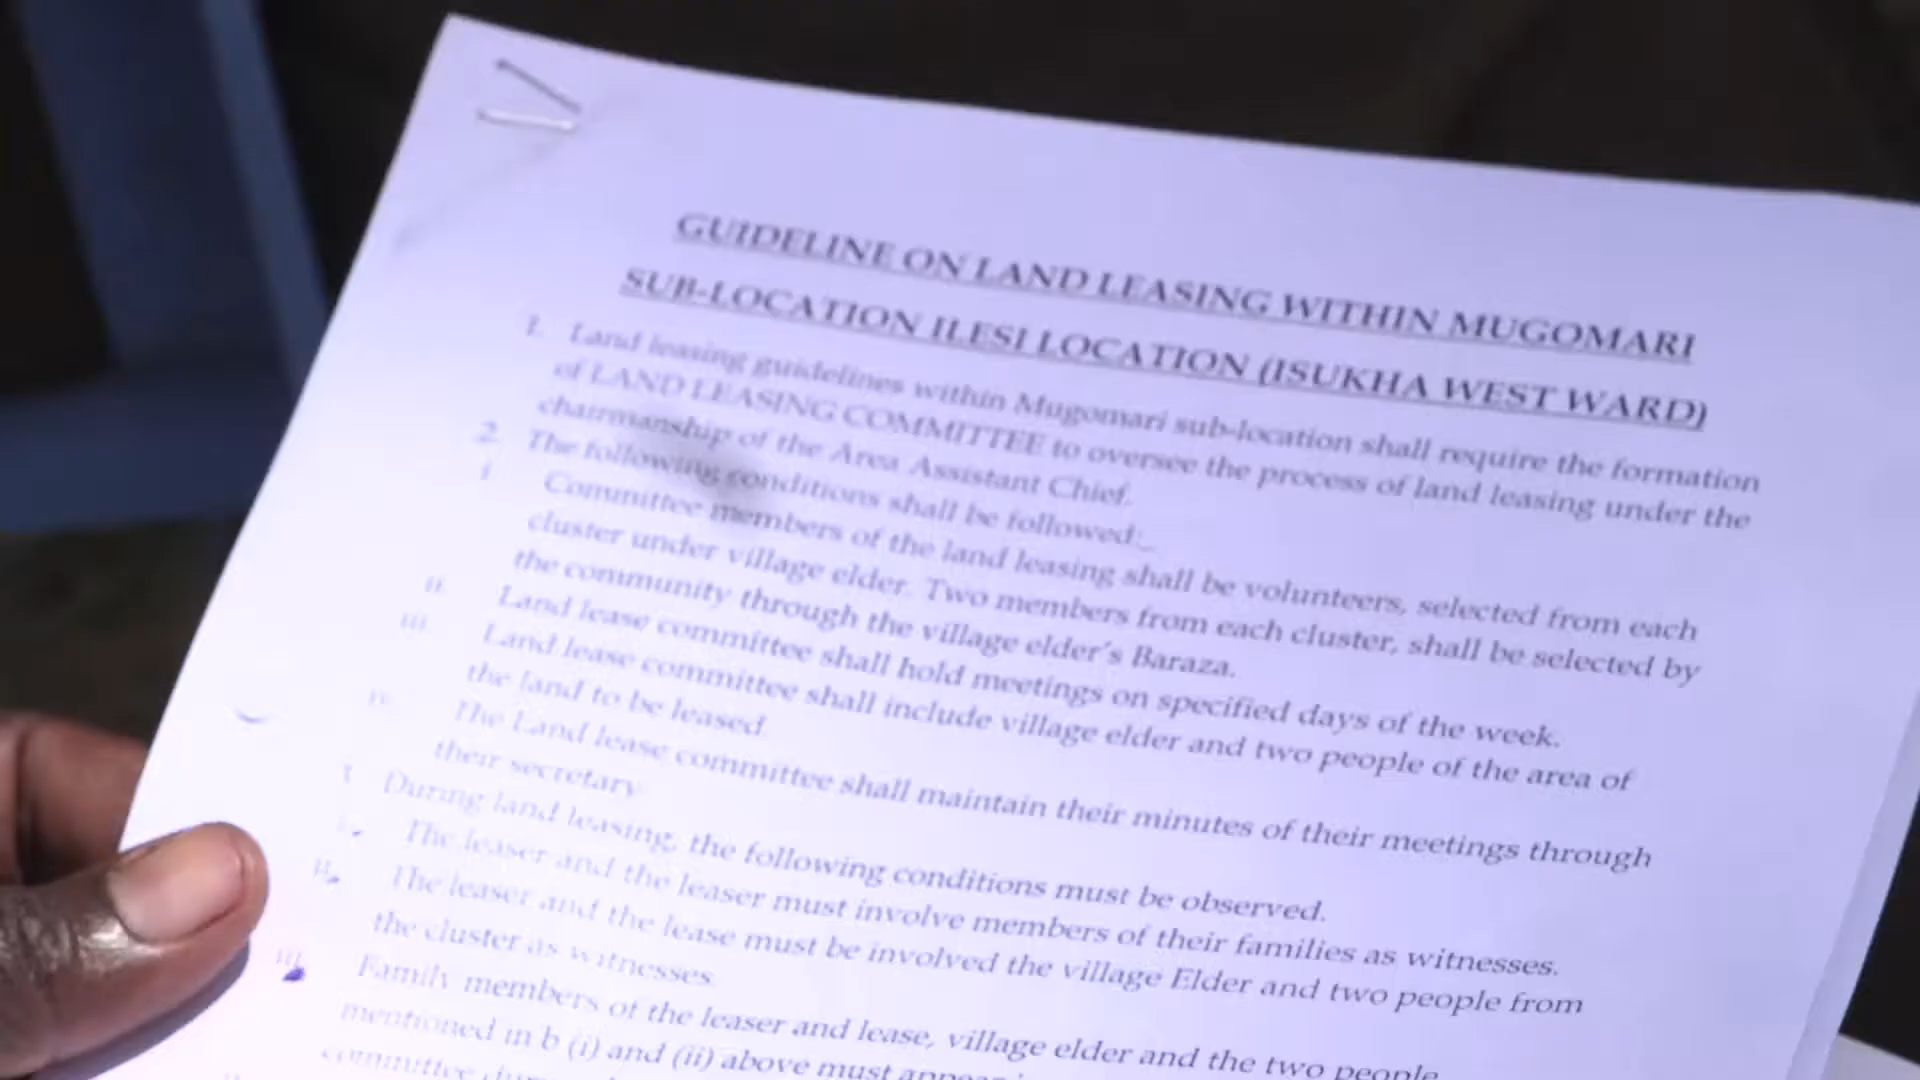 GUIDELINE ON LAND LEASING WITHIN MUGOMARI
SUB-LOCATION ILESI LOCATION (ISUKHA WEST WARD)
1. Land leasing guidelines within Mugomari sub-location shall require the formation
of LAND LEASING COMMITTEE to oversee the process of land leasing under the
chairmanship of the Area Assistant Chief.
2. The following conditions shall be followed:_
i Committee members of the land leasing shall be volunteers, selected from each
cluster under village elder. Two members from each cluster, shall be selected by
the community through the village elder's Baraza.
ii. Land lease committee shall hold meetings on specified days of the week.
iii. Land lease committee shall include village elder and two people of the area of
the land to be leased.
iv. The Land lease committee shall maintain their minutes of their meetings through
their secretary
During land leasing, the following conditions must be observed.
The leaser and the leaser must involve members of their families as witnesses.
ii. The leaser and the lease must be involved the village Elder and two people from
the cluster as witnesses.
iii. Family members of the leaser and lease, village elder and the two people
mentioned in b (i) and (ii) above must appear
committee